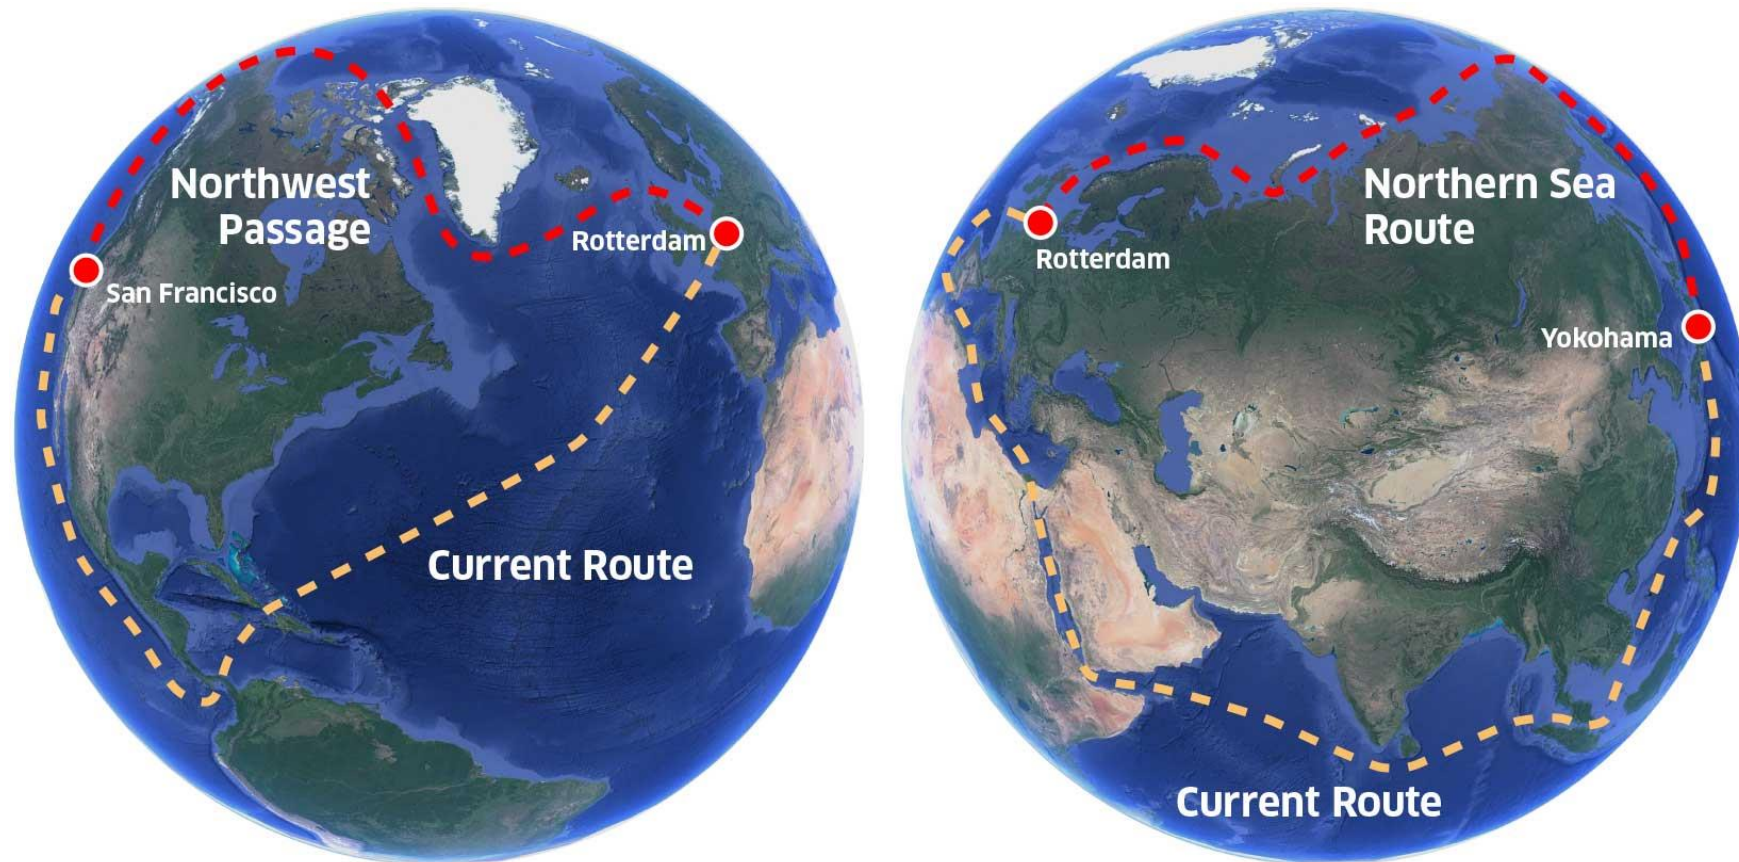 Northwest
Passage
Rotterdam
San Francisco
Current Route
Northern Sea
Route
Rotterdam
Yokohama
Current Route